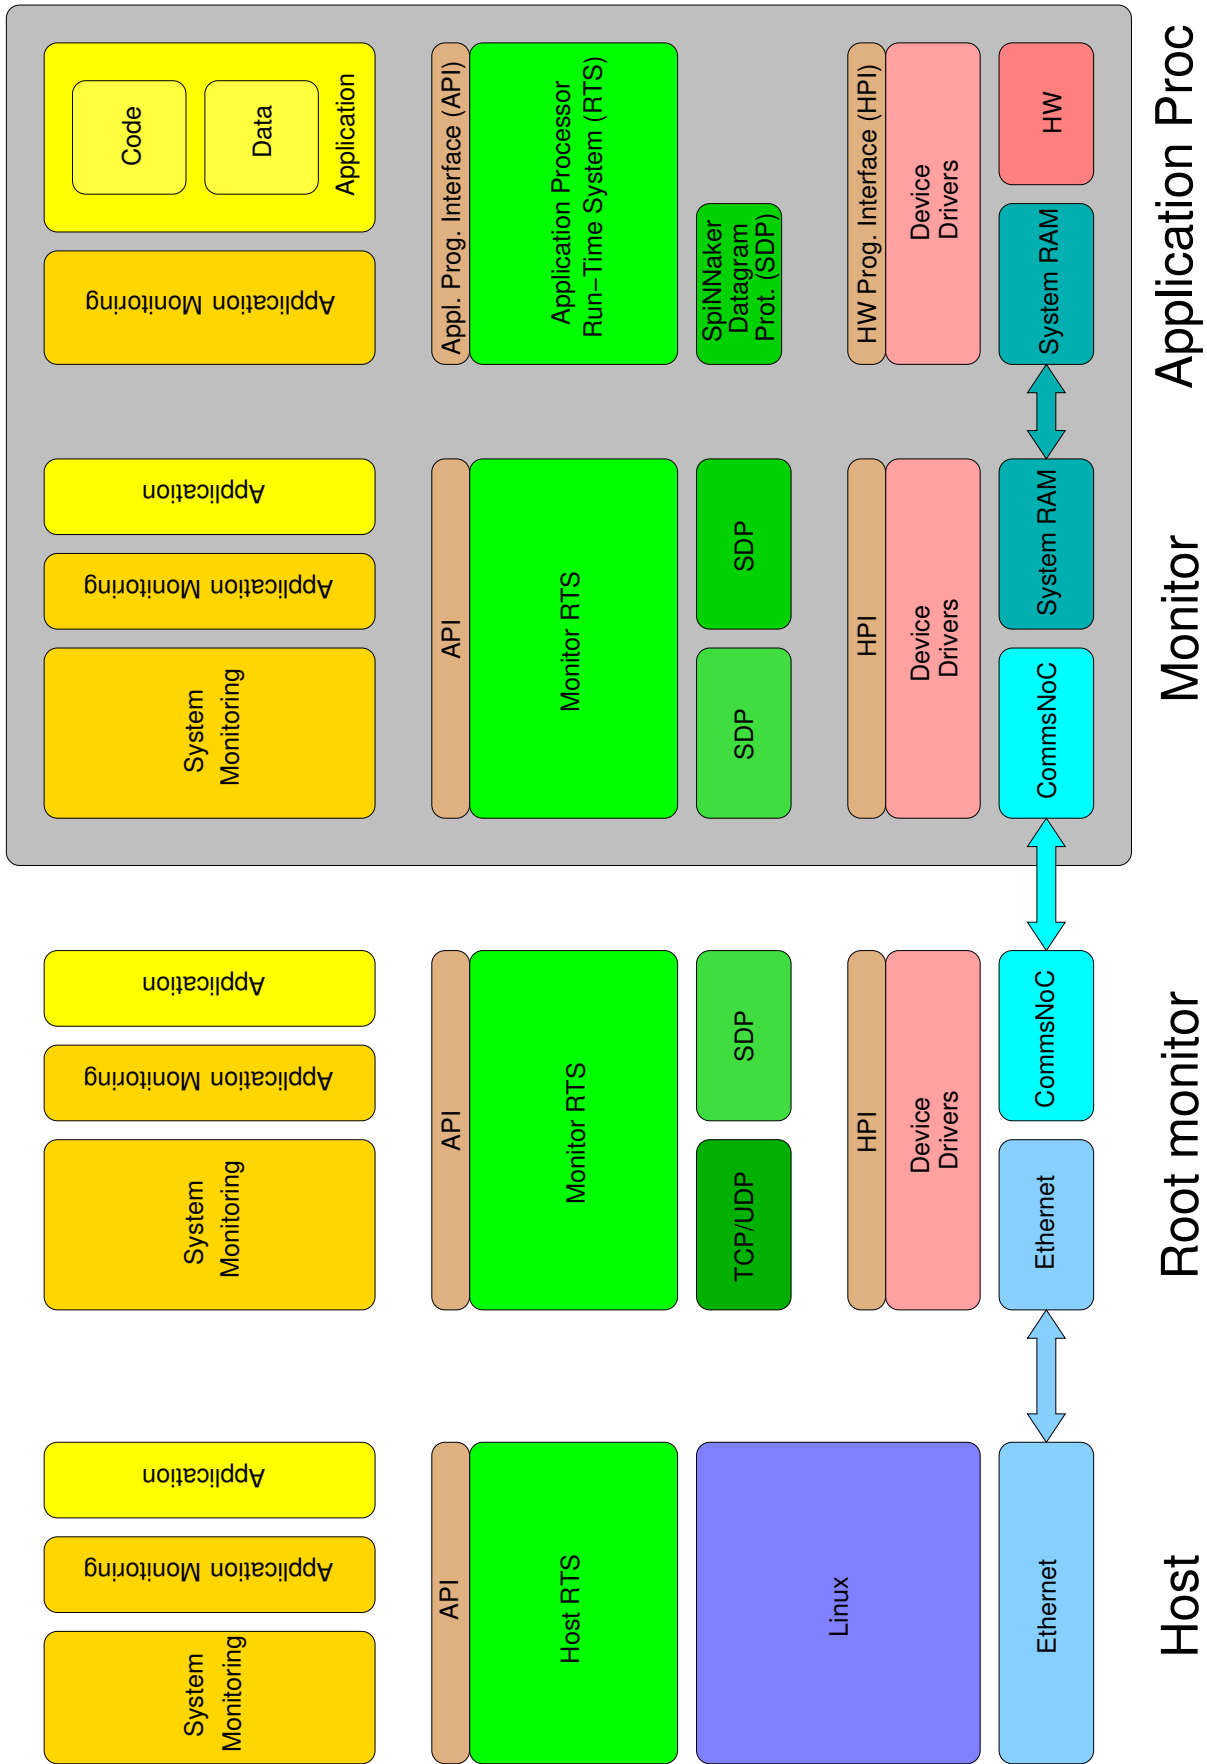 System
Monitoring
Application Monitoring
Application
API
Host RTS
Linux
Ethernet
Host
System
Monitoring
Application Monitoring
Application
API
Monitor RTS
TCP/UDP
SDP
HPI
Device
Drivers
Ethernet
CommsNoC
Root monitor
System
Monitoring
Application Monitoring
Application
API
Monitor RTS
SDP
SDP
HPI
Device
Drivers
CommsNoC
System RAM
Monitor
Application Monitoring
Code
Data
Application
Appl. Prog. Interface (API)
Application Processor
Run-Time System (RTS)
SpiNNaker
Datagram
Prot. (SDP)
HW Prog. Interface (HPI)
Device
Drivers
System RAM
HW
Application Proc